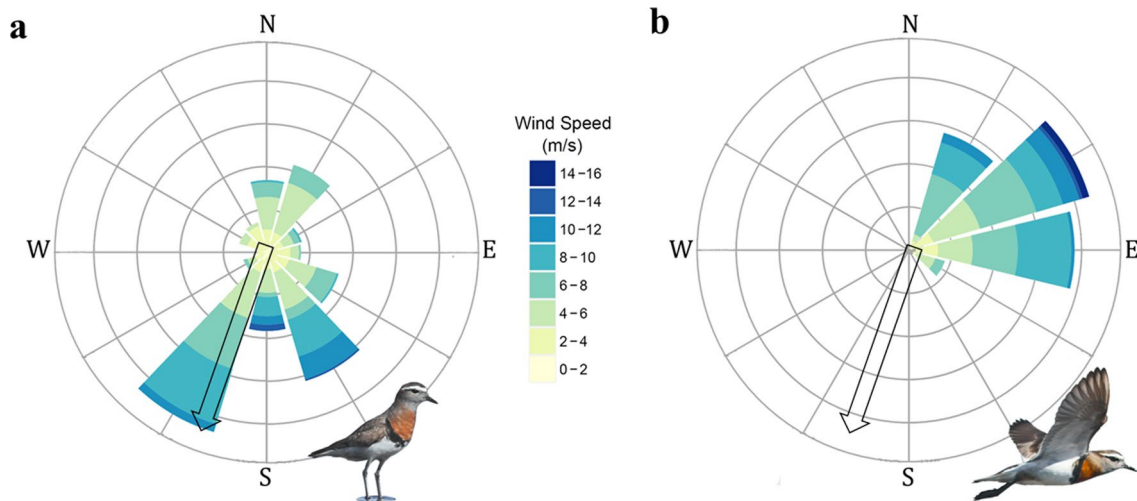 a
N
W
E
S
Wind Speed
(m/s)
14-16
12-14
10-12
8-10
6-8
4-6
2-4
0-2
b
N
W
E
S